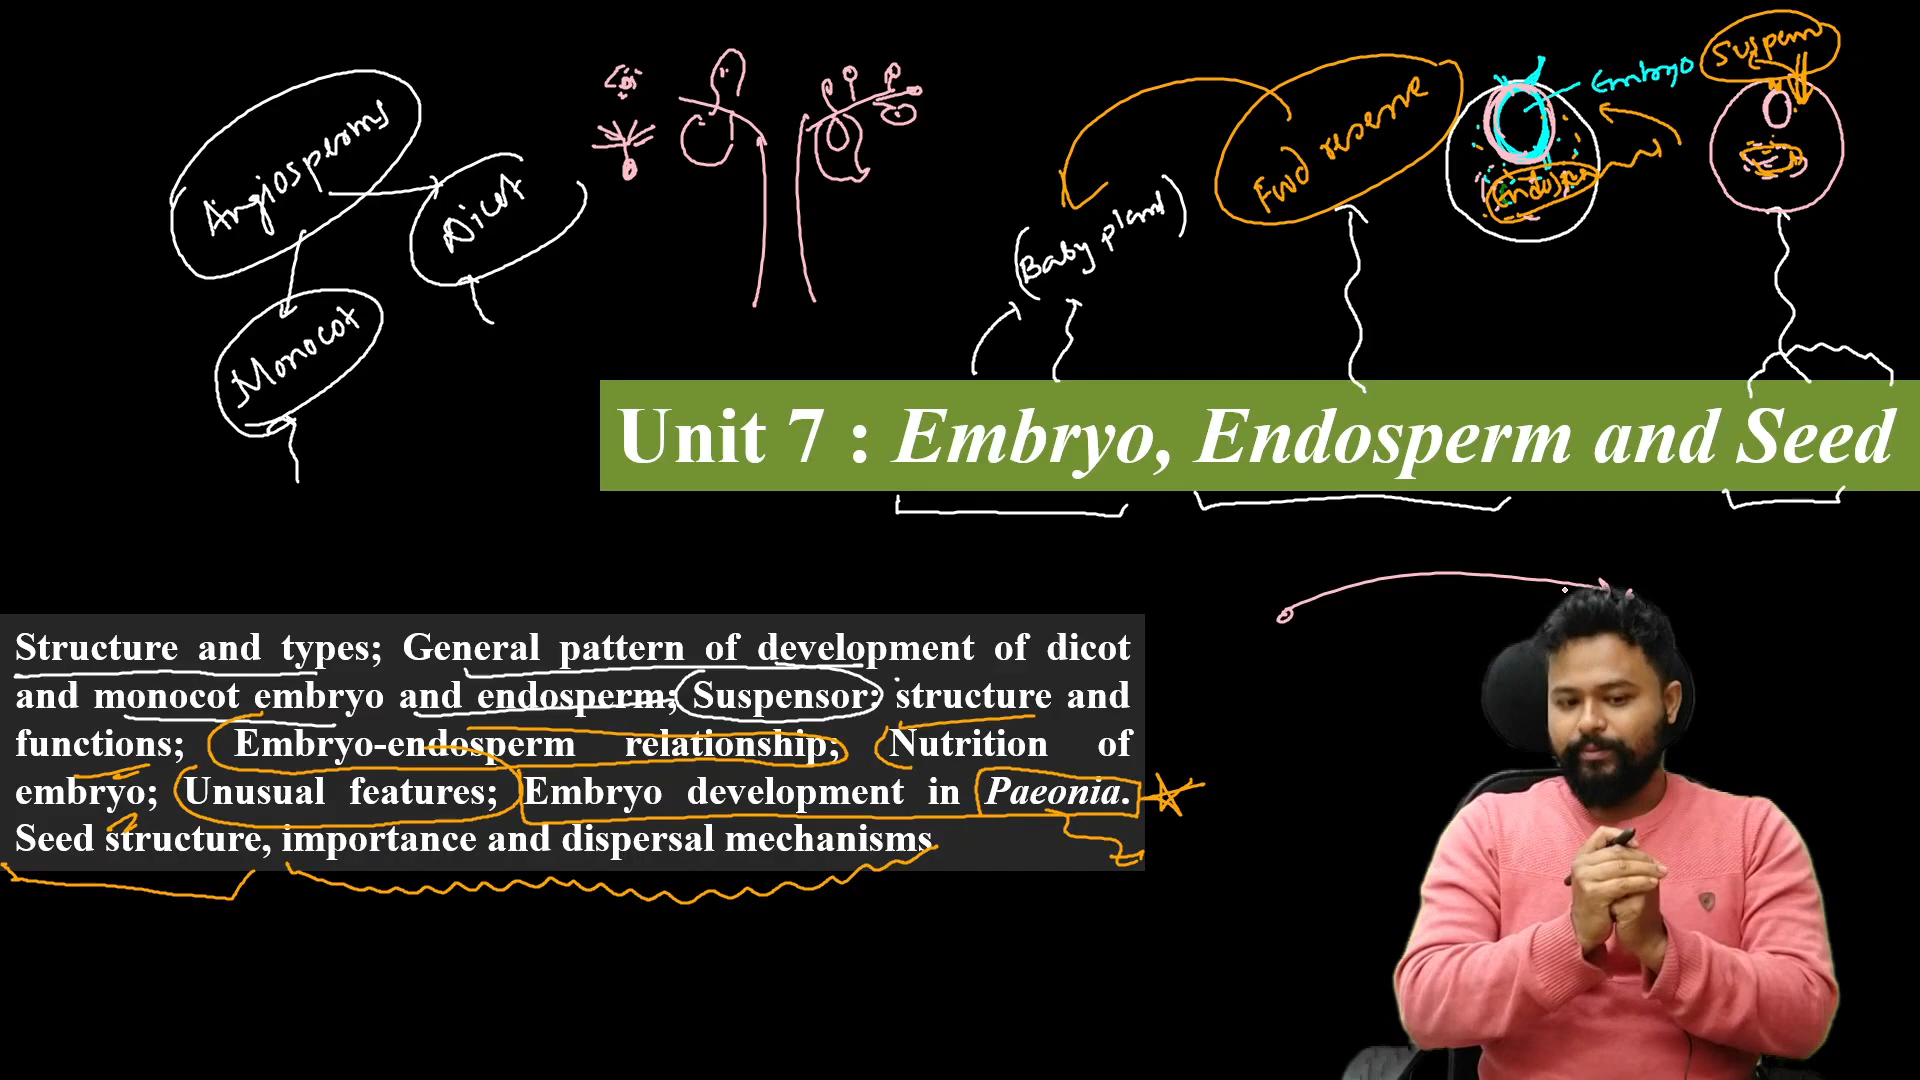 Suspem
Embryo
Angiosperms
Dicot
Food reserve
Endospm
(Baby plant)
Monocot
Unit 7 : Embryo, Endosperm and Seed
Structure and types; General pattern of development of dicot
and monocot embryo and endosperm; Suspensor: structure and
functions; Embryo-endosperm relationship; Nutrition of
embryo; Unusual features; Embryo development in Paeonia.
Seed structure, importance and dispersal mechanisms